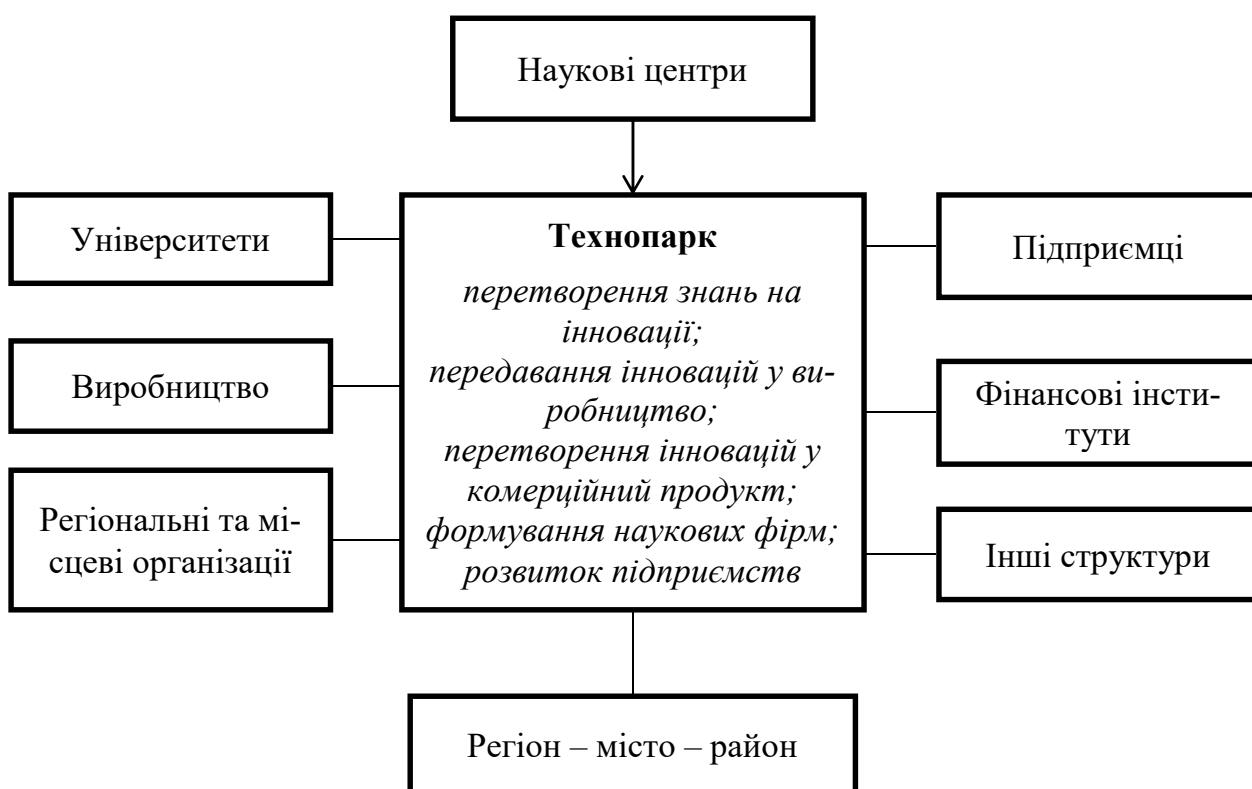 Наукові центри
Університети
Виробництво
Регіональні та мі-
сцеві організації
Технопарк
перетворення знань на
інновації;
передавання інновацій у ви-
робництво;
перетворення інновацій у
комерційний продукт;
формування наукових фірм;
розвиток підприємств
Підприємці
Фінансові інсти-
тути
Інші структури
Регіон – місто – район